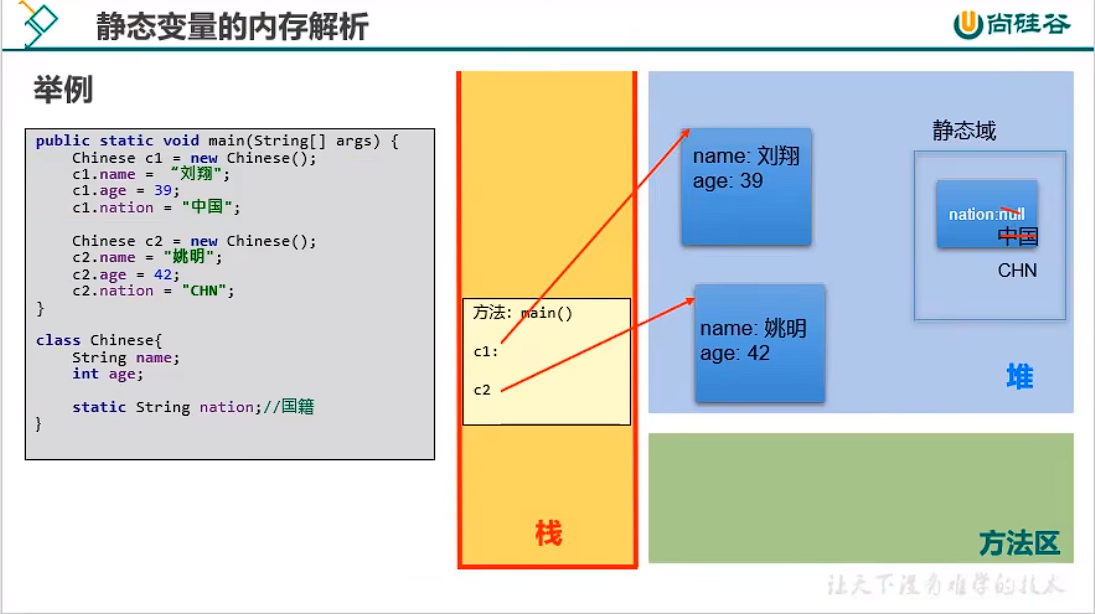 静态变量的内存解析
尚硅谷
举例
public static void main(String[] args) {
Chinese c1 = new Chinese();
c1.name = “刘翔";
c1.age = 39;
c1.nation = "中国";
Chinese c2 = new Chinese();
c2.name = "姚明";
c2.age = 42;
c2.nation = "CHN";
}
class Chinese{
String name;
int age;
static String nation;//国籍
}
方法：main()
c1:
c2
栈
name: 刘翔
age: 39
name: 姚明
age: 42
静态域
nation:null
中国
CHN
堆
方法区
让天下没有难学的技术